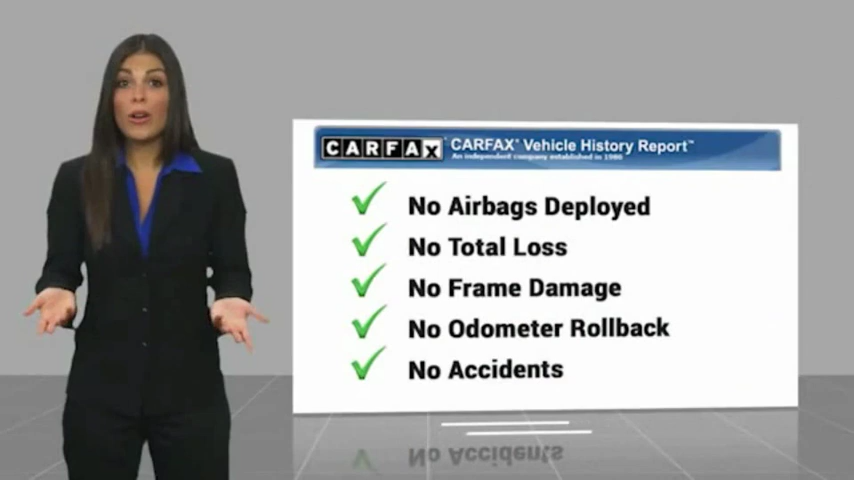 CARFAX CARFAX® Vehicle History Report™
An independent company established in 1986
No Airbags Deployed
No Total Loss
No Frame Damage
No Odometer Rollback
No Accidents
No Accidents